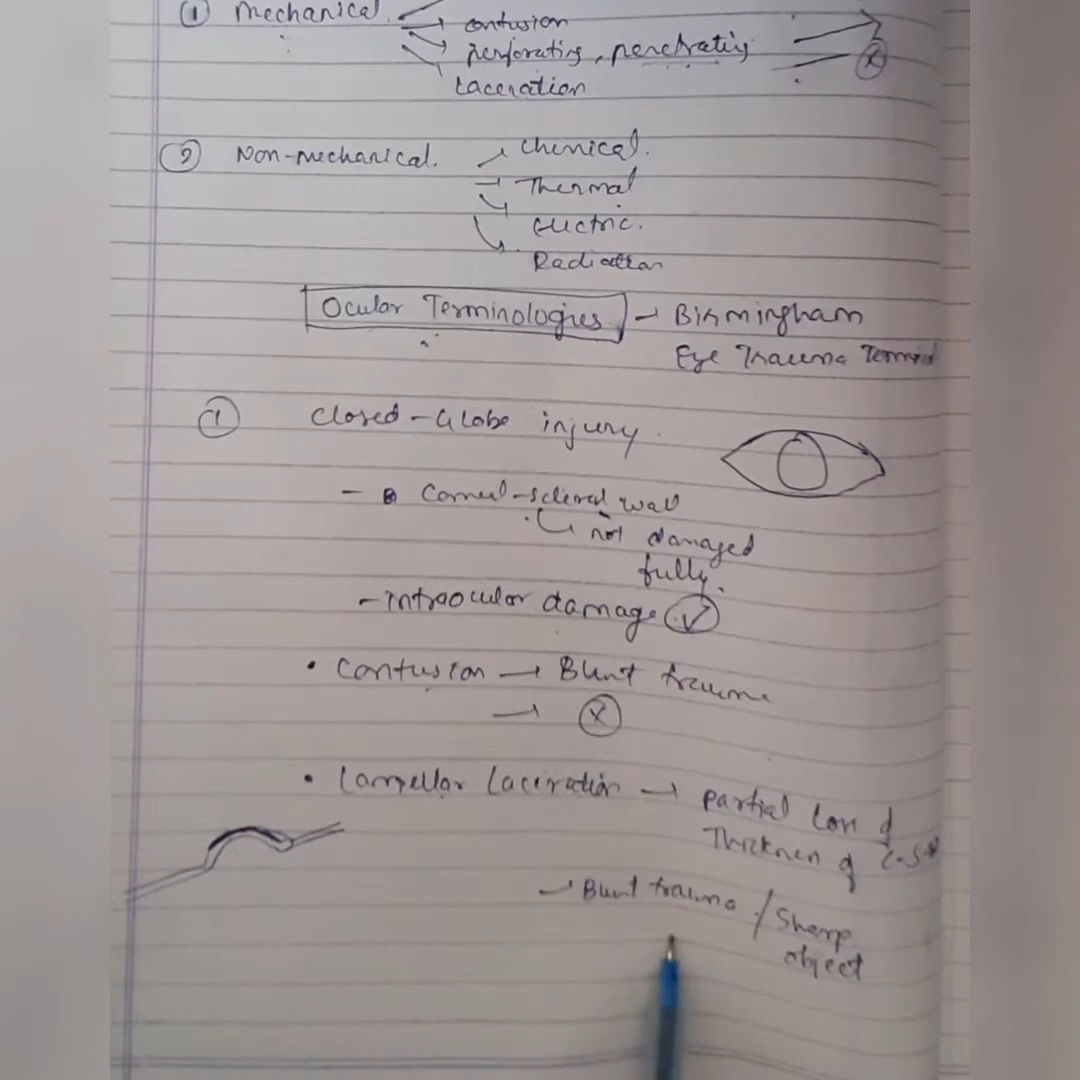 ① Mechanical.
contusion
perforating, penetrating
Laceration
② Non-mechanical.
Chemical.
Thermal
Electric.
Radiation
Ocular Terminologies → Birmingham
Eye Trauma
① Closed-Globe injury.
- Corneal-scleral wall
not damaged
fully.
- intraocular damage ✓
• Contusion → Blunt trauma
→ ⓧ
• Lamellar Laceration → partial loss of
Thickness of
→ Blunt trauma / Sharp
object